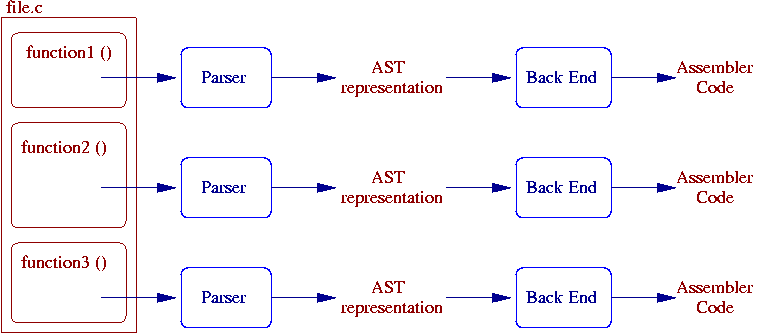 file.c
function1 ()
Parser
AST
representation
Back End
Assembler
Code
function2 ()
Parser
AST
representation
Back End
Assembler
Code
function3 ()
Parser
AST
representation
Back End
Assembler
Code